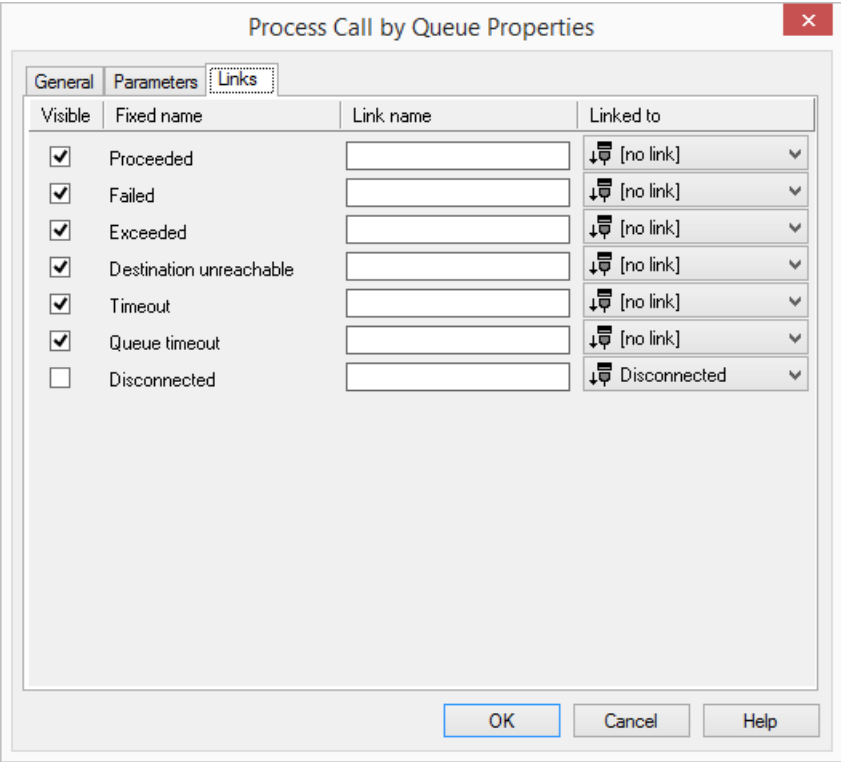 Process Call by Queue Properties
General Parameters Links
Visible Fixed name Link name Linked to
Proceeded [no link]
Failed [no link]
Exceeded [no link]
Destination unreachable [no link]
Timeout [no link]
Queue timeout [no link]
Disconnected Disconnected
OK Cancel Help